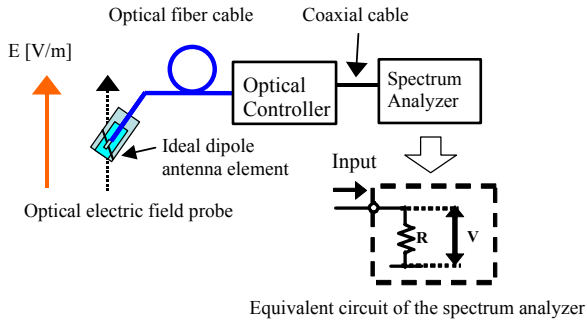 Optical fiber cable
Coaxial cable
E [V/m]
Optical
Controller
Spectrum
Analyzer
Ideal dipole
antenna element
Input
Optical electric field probe
R
V
Equivalent circuit of the spectrum analyzer